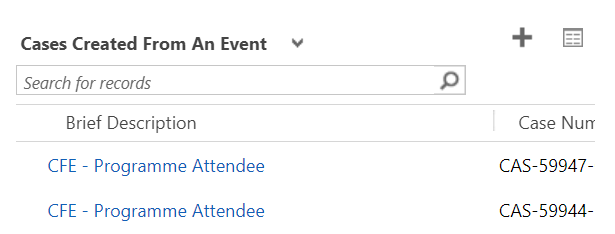 Cases Created From An Event
Search for records
Brief Description Case Num
CFE - Programme Attendee CAS-59947-
CFE - Programme Attendee CAS-59944-